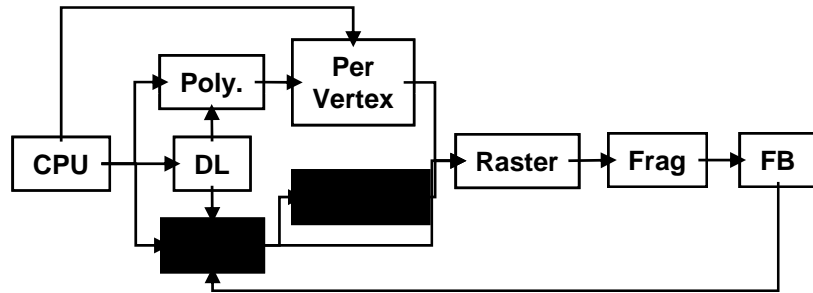 Poly.
Per
Vertex
CPU
DL
Raster
Frag
FB